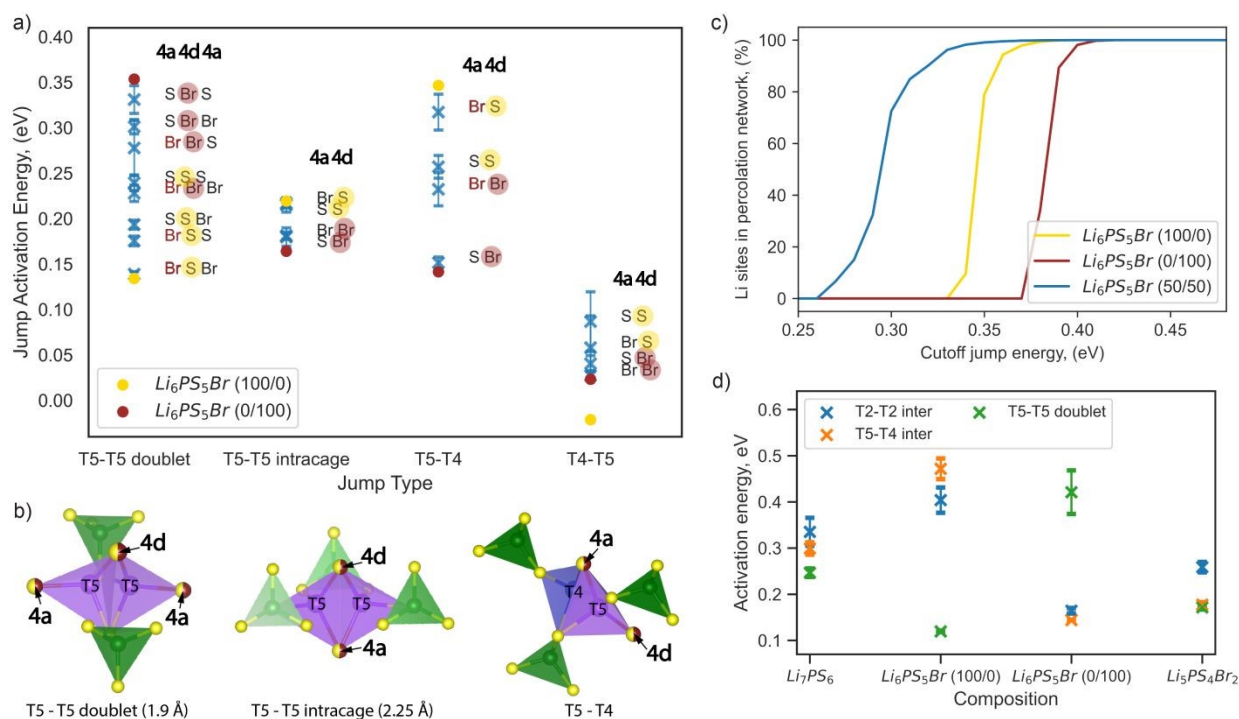 a)
0.40
0.35
0.30
0.25
0.20
0.15
0.10
0.05
0.00
Jump Activation Energy, (eV)
4a 4d 4a
S Br S
S Br Br
Br Br S
S S S
Br Br Br
S S Br
Br S S
Br S Br
4a 4d
Br S
S S
Br Br
S Br
4a 4d
Br S
S S
Br Br
S Br
4a 4d
S S
Br S
S Br
Br Br
Li₆PS₅Br (100/0)
Li₆PS₅Br (0/100)
T5-T5 doublet T5-T5 intracage T5-T4 T4-T5
Jump Type
b)
4d
T5 T5
4a
4a
T5 - T5 doublet (1.9 Å)
4d
T5 T5
4a
T5 - T5 intracage (2.25 Å)
4a
T4
T5
4d
T5 - T4
c)
100
80
60
40
20
0
Li sites in percolation network, (%)
Li₆PS₅Br (100/0)
Li₆PS₅Br (0/100)
Li₆PS₅Br (50/50)
0.25 0.30 0.35 0.40 0.45
Cutoff jump energy, (eV)
d)
0.6
0.5
0.4
0.3
0.2
0.1
Activation energy, eV
T2-T2 inter
T5-T4 inter
T5-T5 doublet
Li₇PS₆ Li₆PS₅Br (100/0) Li₆PS₅Br (0/100) Li₅PS₄Br₂
Composition